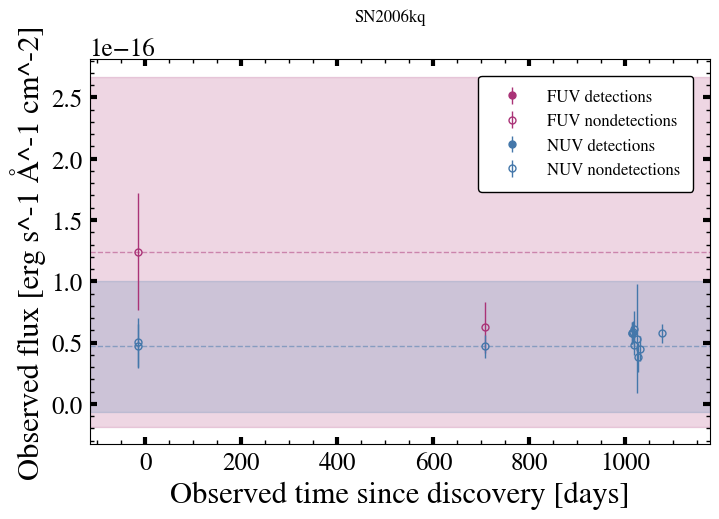 SN2006kq
1e−16
Observed flux [erg s^-1 Å^-1 cm^-2]
2.5
2.0
1.5
1.0
0.5
0.0
FUV detections
FUV nondetections
NUV detections
NUV nondetections
0 200 400 600 800 1000
Observed time since discovery [days]